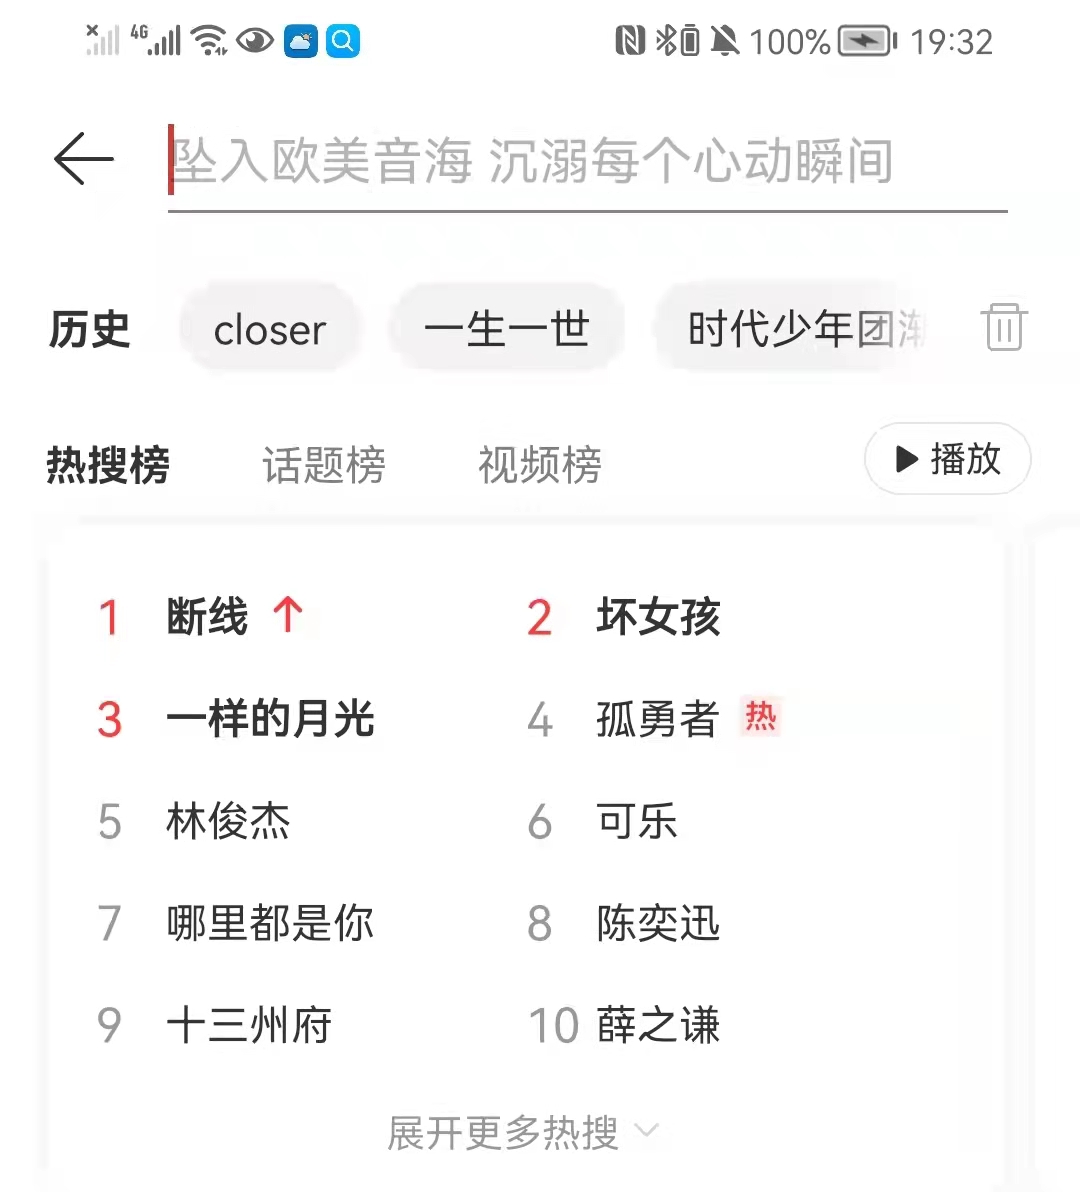 4G 100% 19:32
坠入欧美音海 沉溺每个心动瞬间
历史 closer 一生一世 时代少年团渐
热搜榜 话题榜 视频榜 播放
1 断线 ↑ 2 坏女孩
3 一样的月光 4 孤勇者 热
5 林俊杰 6 可乐
7 哪里都是你 8 陈奕迅
9 十三州府 10 薛之谦
展开更多热搜